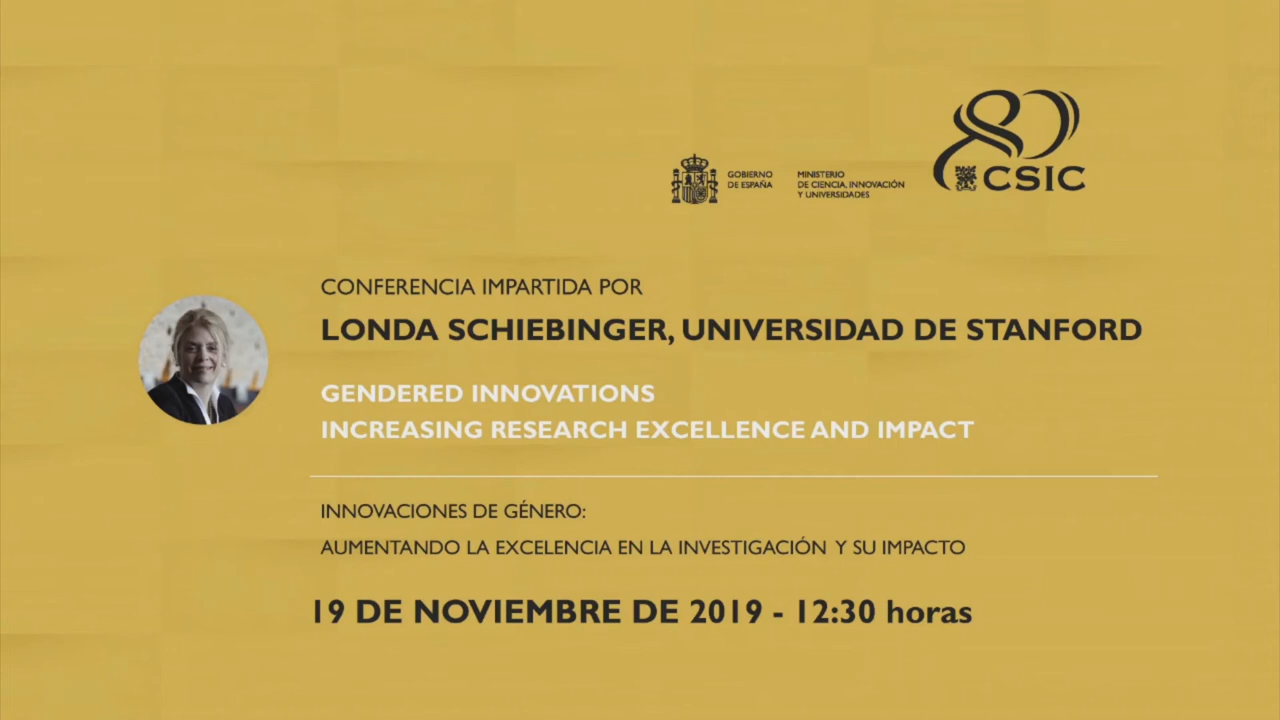 GOBIERNO
DE ESPAÑA
MINISTERIO
DE CIENCIA, INNOVACIÓN
Y UNIVERSIDADES
80
CSIC
CONFERENCIA IMPARTIDA POR
LONDA SCHIEBINGER, UNIVERSIDAD DE STANFORD
GENDERED INNOVATIONS
INCREASING RESEARCH EXCELLENCE AND IMPACT
INNOVACIONES DE GÉNERO:
AUMENTANDO LA EXCELENCIA EN LA INVESTIGACIÓN Y SU IMPACTO
19 DE NOVIEMBRE DE 2019 - 12:30 horas